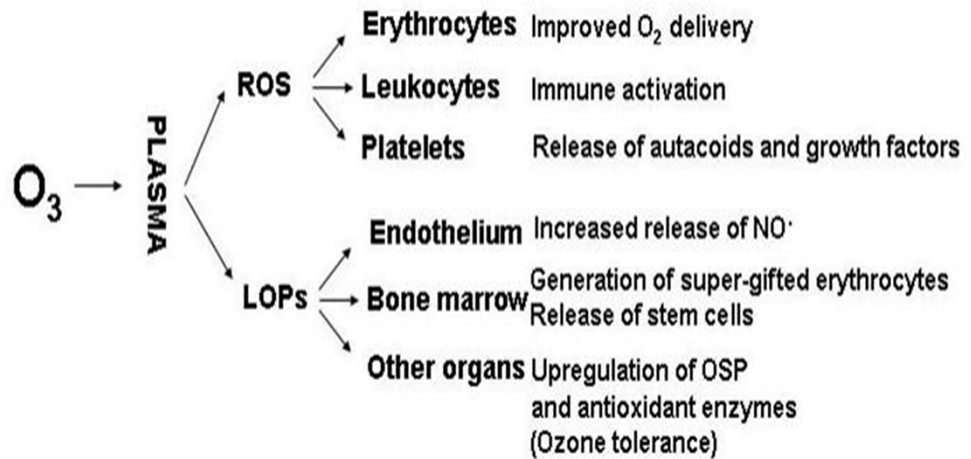 O3
PLASMA
ROS
Erythrocytes Improved O2 delivery
Leukocytes Immune activation
Platelets Release of autacoids and growth factors
LOPs
Endothelium Increased release of NO·
Bone marrow Generation of super-gifted erythrocytes
Release of stem cells
Other organs Upregulation of OSP
and antioxidant enzymes
(Ozone tolerance)